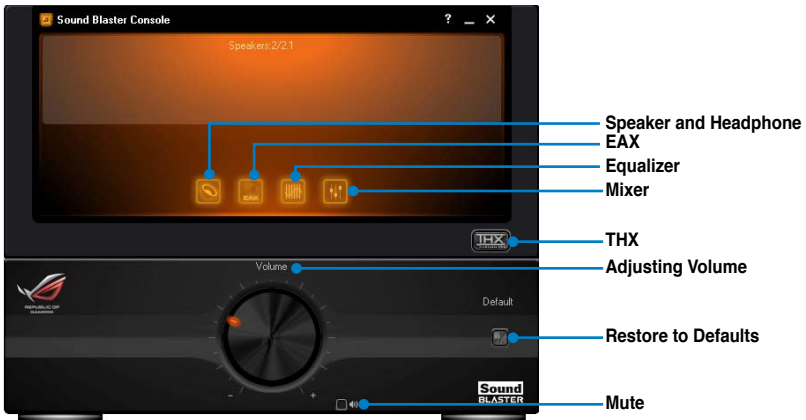 Sound Blaster Console
?
Speakers:2/2.1
EAX
THX
Volume
REPUBLIC OF
GAMERS
Default
-
+
Sound
BLASTER
Speaker and Headphone
EAX
Equalizer
Mixer
THX
Adjusting Volume
Restore to Defaults
Mute